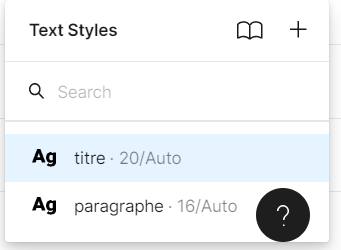 Text Styles
Search
Ag titre · 20/Auto
Ag paragraphe · 16/Auto
?